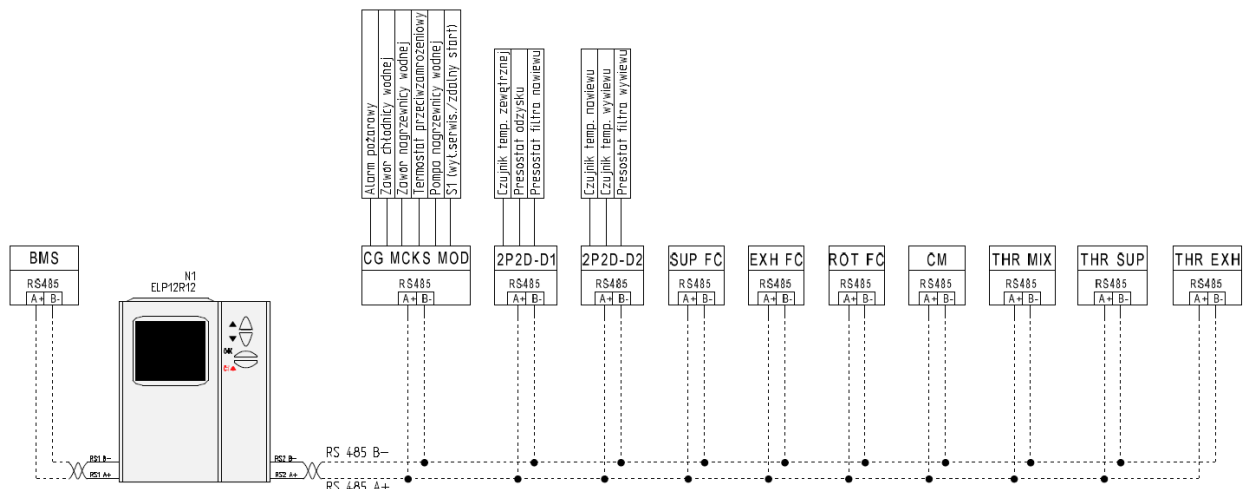 Alarm pożarowy
Zawór chłodnicy wodnej
Zawór nagrzewnicy wodnej
Termostat przeciwzamrożeniowy
Pompa nagrzewnicy wodnej
S1 (wył.serwis./zdalny start)
Czujnik temp. zewętrznej
Presostat odzysku
Presostat filtra nawiewu
Czujnik temp. nawiewu
Czujnik temp. wywiewu
Presostat filtra wywiewu
BMS
RS485
A+ B-
N1
ELP12R12
CG MCKS MOD
RS485
A+ B-
2P2D-D1
RS485
A+ B-
2P2D-D2
RS485
A+ B-
SUP FC
RS485
A+ B-
EXH FC
RS485
A+ B-
ROT FC
RS485
A+ B-
CM
RS485
A+ B-
THR MIX
RS485
A+ B-
THR SUP
RS485
A+ B-
THR EXH
RS485
A+ B-
RS1 B-
RS1 A+
RS2 B-
RS2 A+
RS 485 B-
RS 485 A+